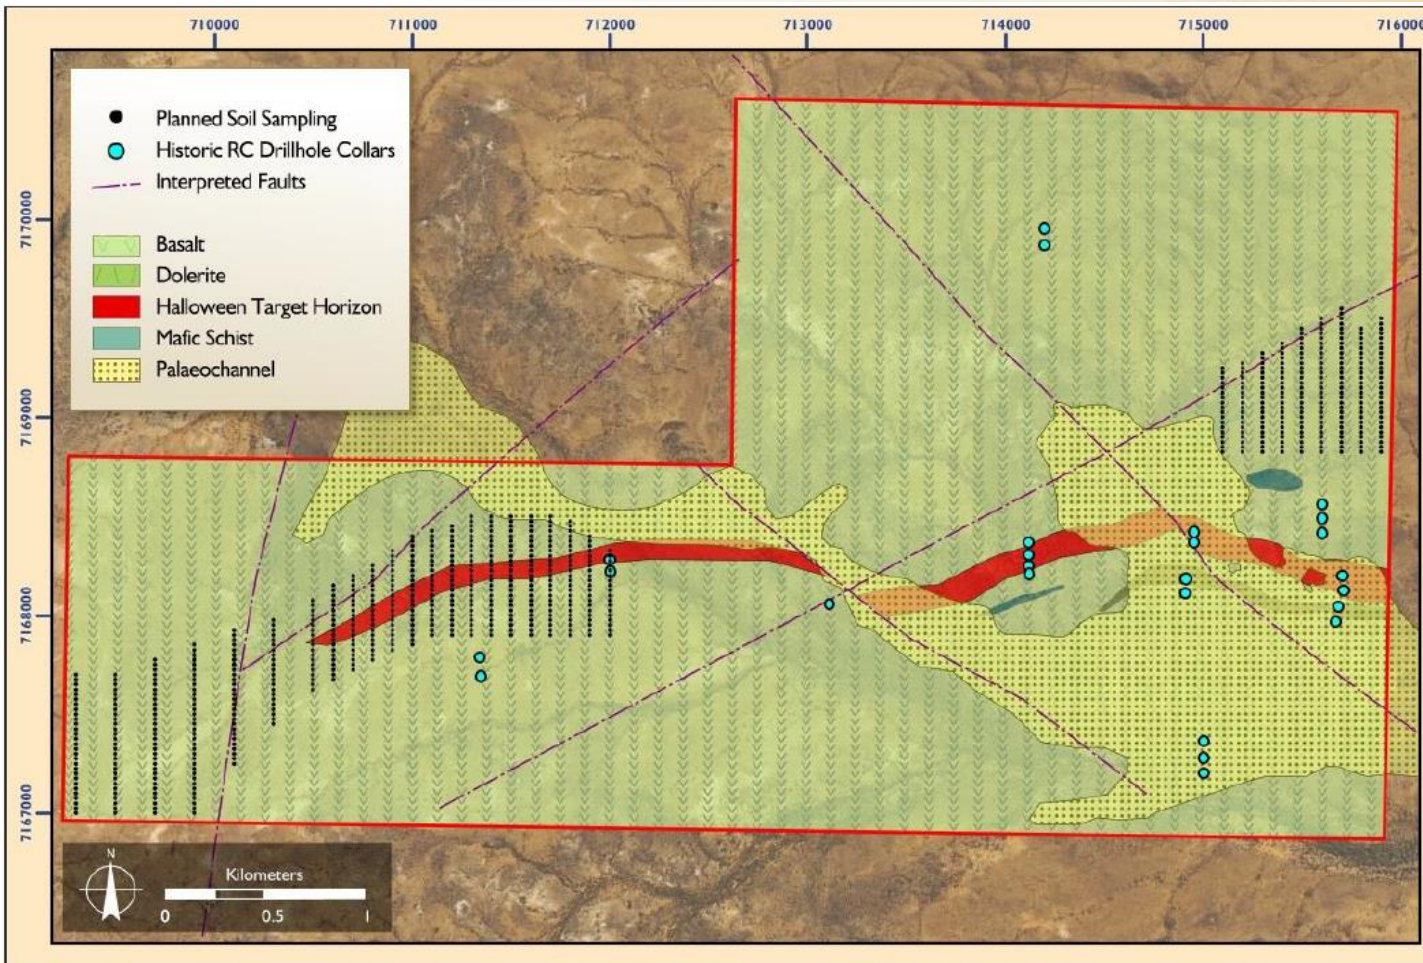 710000 711000 712000 713000 714000 715000 716000
Planned Soil Sampling
Historic RC Drillhole Collars
Interpreted Faults
Basalt
Dolerite
Halloween Target Horizon
Mafic Schist
Palaeochannel
7170000
7169000
7168000
7167000
N
Kilometers
0 0.5 1